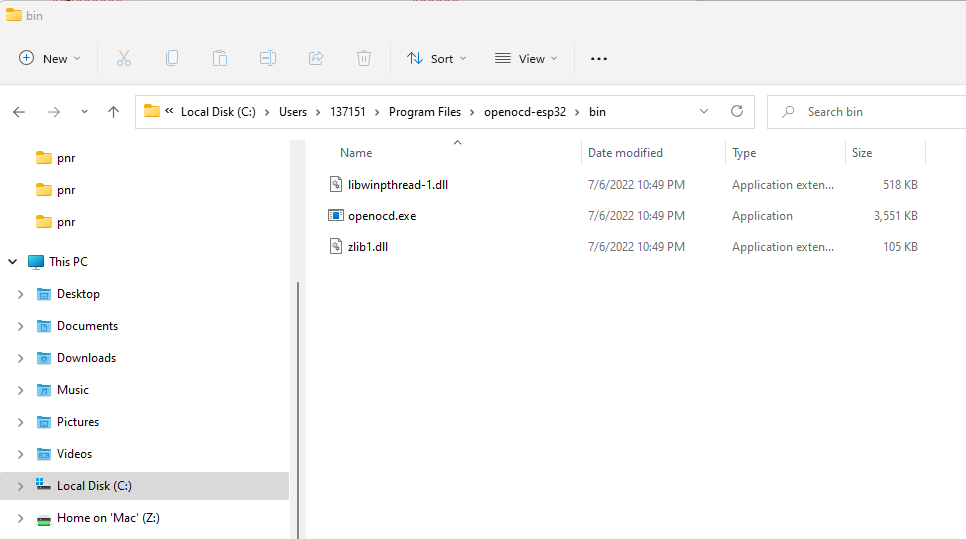 bin
New Sort View
« Local Disk (C:) > Users > 137151 > Program Files > openocd-esp32 > bin
Search bin
pnr
pnr
pnr
This PC
Desktop
Documents
Downloads
Music
Pictures
Videos
Local Disk (C:)
Home on 'Mac' (Z:)
Name Date modified Type Size
libwinpthread-1.dll 7/6/2022 10:49 PM Application exten... 518 KB
openocd.exe 7/6/2022 10:49 PM Application 3,551 KB
zlib1.dll 7/6/2022 10:49 PM Application exten... 105 KB